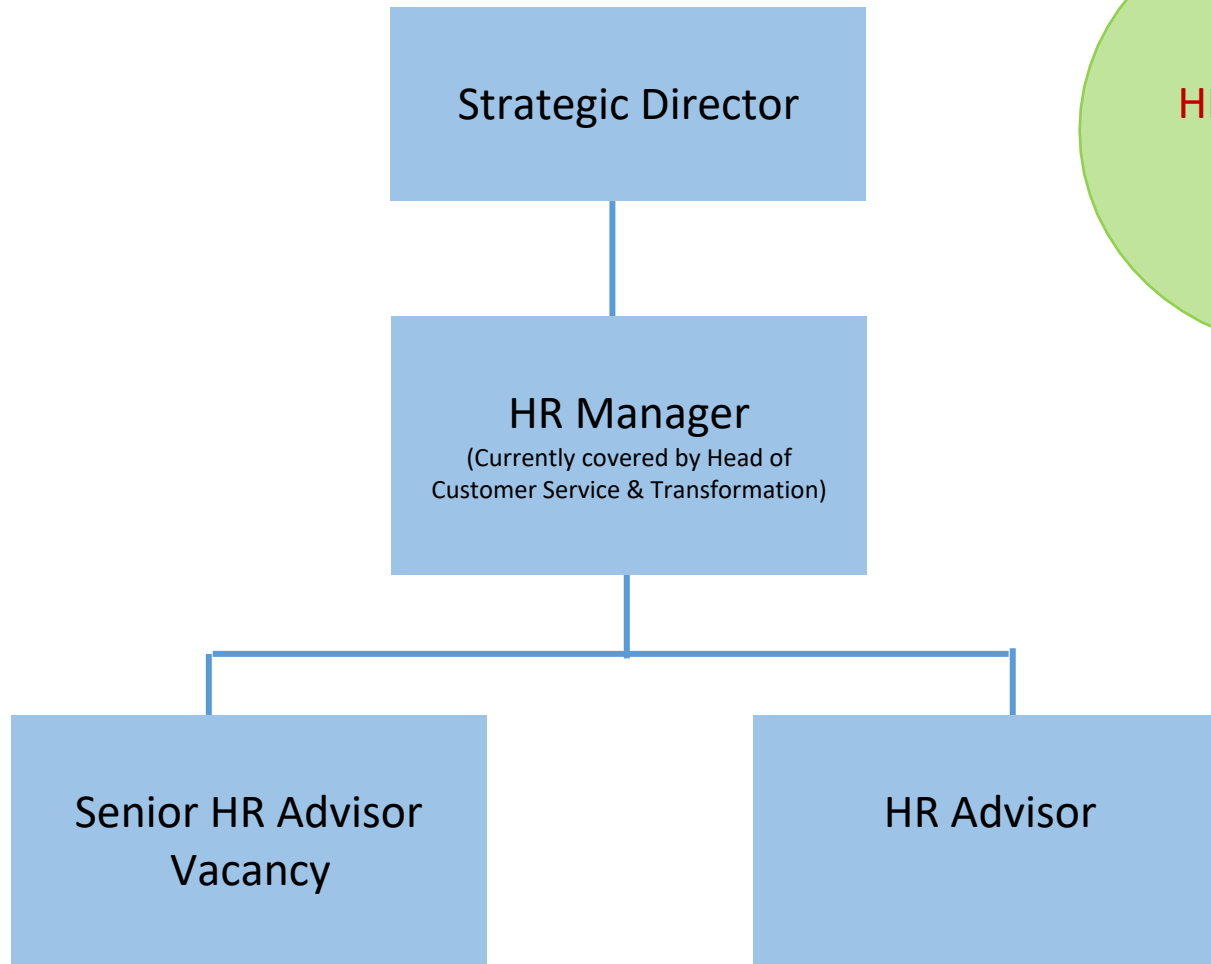 Strategic Director
HR Manager
(Currently covered by Head of
Customer Service & Transformation)
Senior HR Advisor
Vacancy
HR Advisor